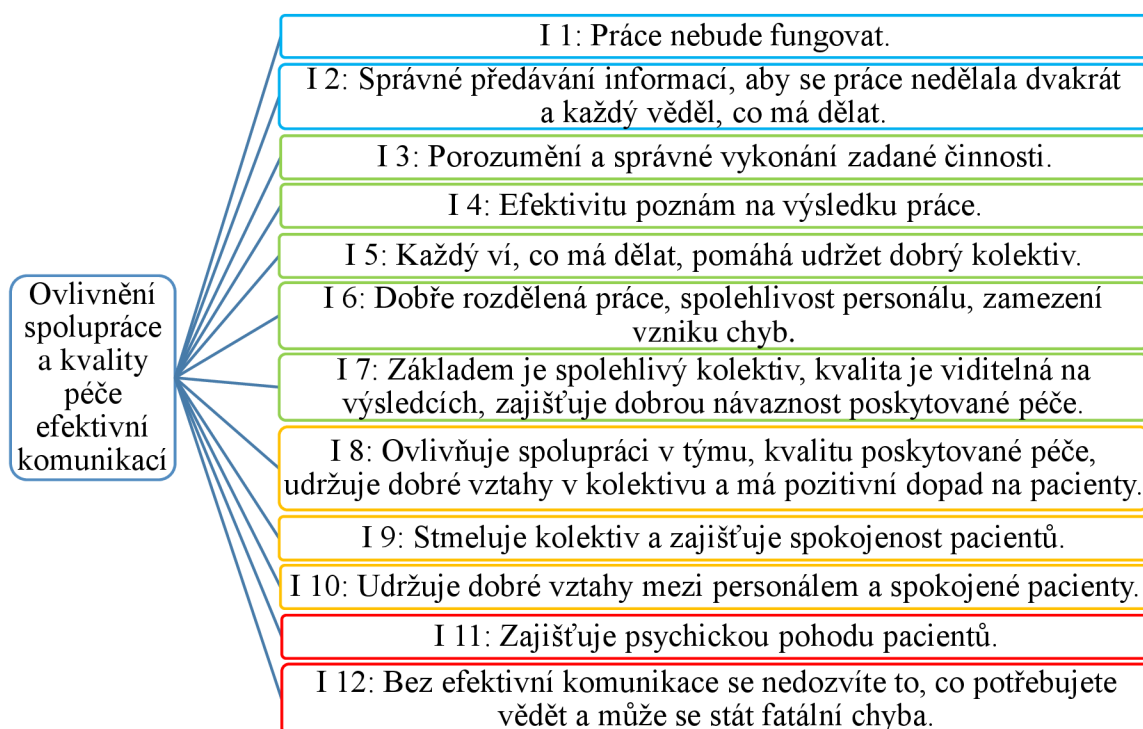 Ovlivnění
spolupráce
a kvality
péče
efektivní
komunikací
I 1: Práce nebude fungovat.
I 2: Správné předávání informací, aby se práce nedělala dvakrát
a každý věděl, co má dělat.
I 3: Porozumění a správné vykonání zadané činnosti.
I 4: Efektivitu poznám na výsledku práce.
I 5: Každý ví, co má dělat, pomáhá udržet dobrý kolektiv.
I 6: Dobře rozdělená práce, spolehlivost personálu, zamezení
vzniku chyb.
I 7: Základem je spolehlivý kolektiv, kvalita je viditelná na
výsledcích, zajišťuje dobrou návaznost poskytované péče.
I 8: Ovlivňuje spolupráci v týmu, kvalitu poskytované péče,
udržuje dobré vztahy v kolektivu a má pozitivní dopad na pacienty.
I 9: Stmeluje kolektiv a zajišťuje spokojenost pacientů.
I 10: Udržuje dobré vztahy mezi personálem a spokojené pacienty.
I 11: Zajišťuje psychickou pohodu pacientů.
I 12: Bez efektivní komunikace se nedozvíte to, co potřebujete
vědět a může se stát fatální chyba.